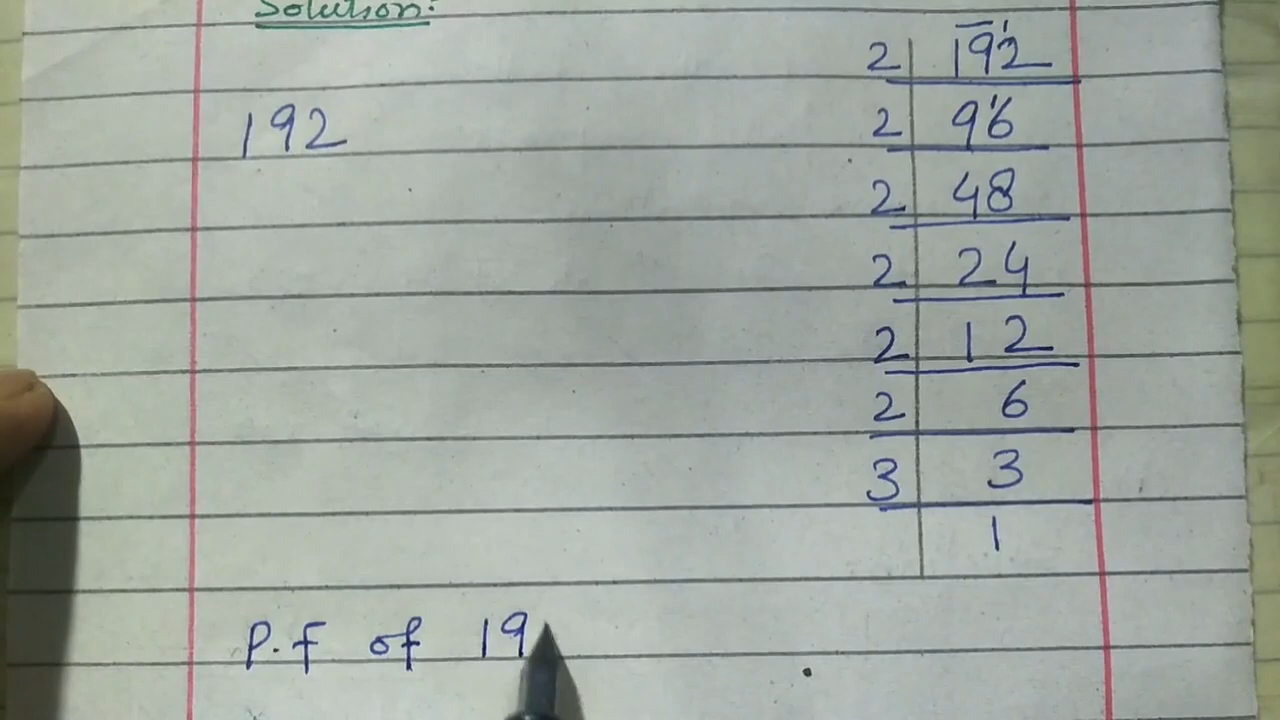 Solution:
192
2 | 192
2 | 96
2 | 48
2 | 24
2 | 12
2 | 6
3 | 3
1
P.f of 19